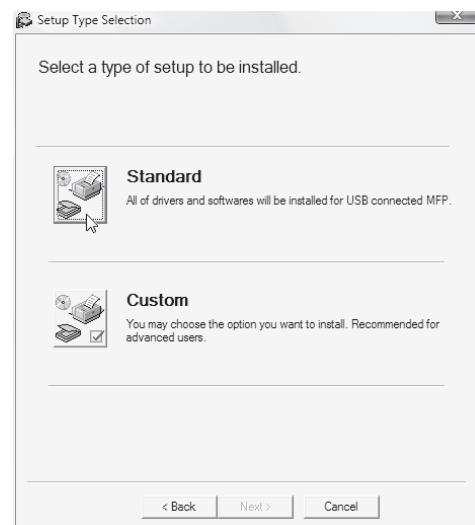 Setup Type Selection
Select a type of setup to be installed.
Standard
All of drivers and softwares will be installed for USB connected MFP.
Custom
You may choose the option you want to install. Recommended for
advanced users.
< Back
Next >
Cancel